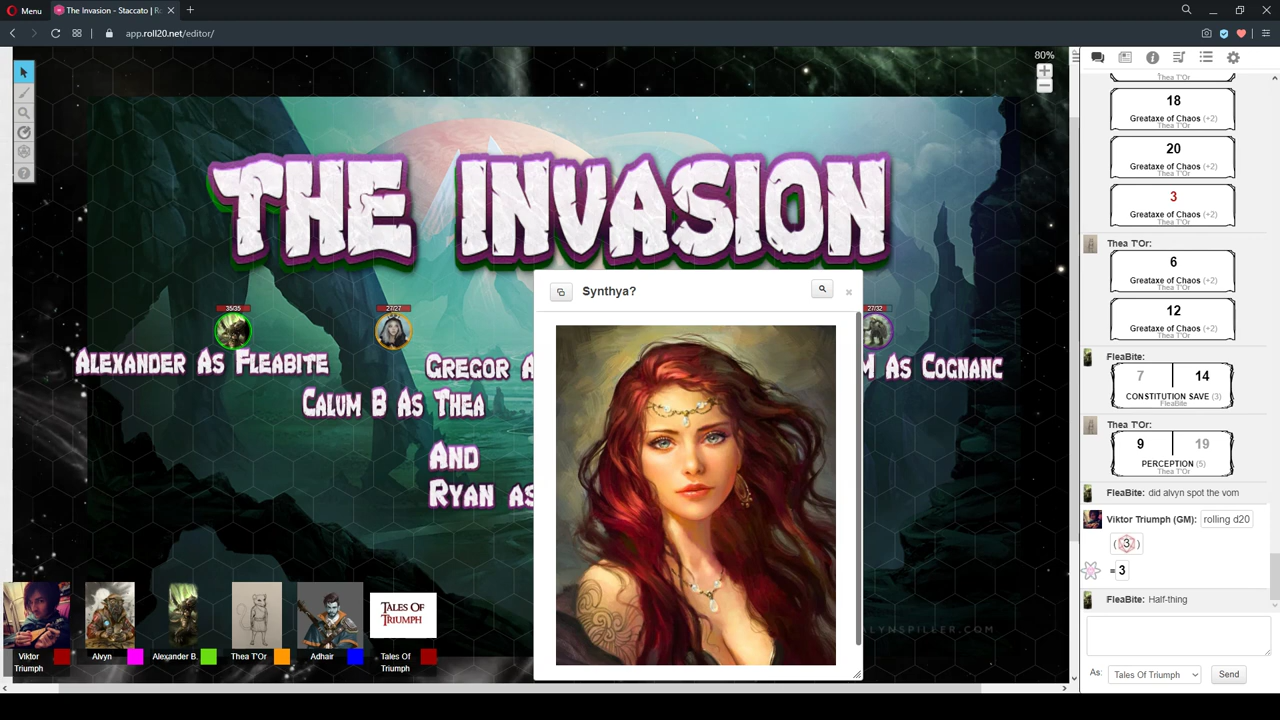 Menu
The Invasion - Staccato | Ro
app.roll20.net/editor/
80%
THE INVASION
35/35
27/27
27/32
Alexander As Fleabite
Gregor A
M As Cognanc
Calum B As Thea
And
Ryan as
Synthya?
ALYNSPILLER.COM
Viktor
Triumph
Alvyn
Alexander B.
Thea T'Or
Adhair
Tales Of
Triumph
TALES OF
TRIUMPH
Thea T'Or
18
Greataxe of Chaos (+2)
Thea T'Or
20
Greataxe of Chaos (+2)
Thea T'Or
3
Greataxe of Chaos (+2)
Thea T'Or
Thea T'Or:
6
Greataxe of Chaos (+2)
Thea T'Or
12
Greataxe of Chaos (+2)
Thea T'Or
FleaBite:
7 14
CONSTITUTION SAVE (3)
FleaBite
Thea T'Or:
9 19
PERCEPTION (5)
Thea T'Or
FleaBite: did alvyn spot the vom
Viktor Triumph (GM): rolling d20
(3)
=3
FleaBite: Half-thing
As: Tales Of Triumph
Send